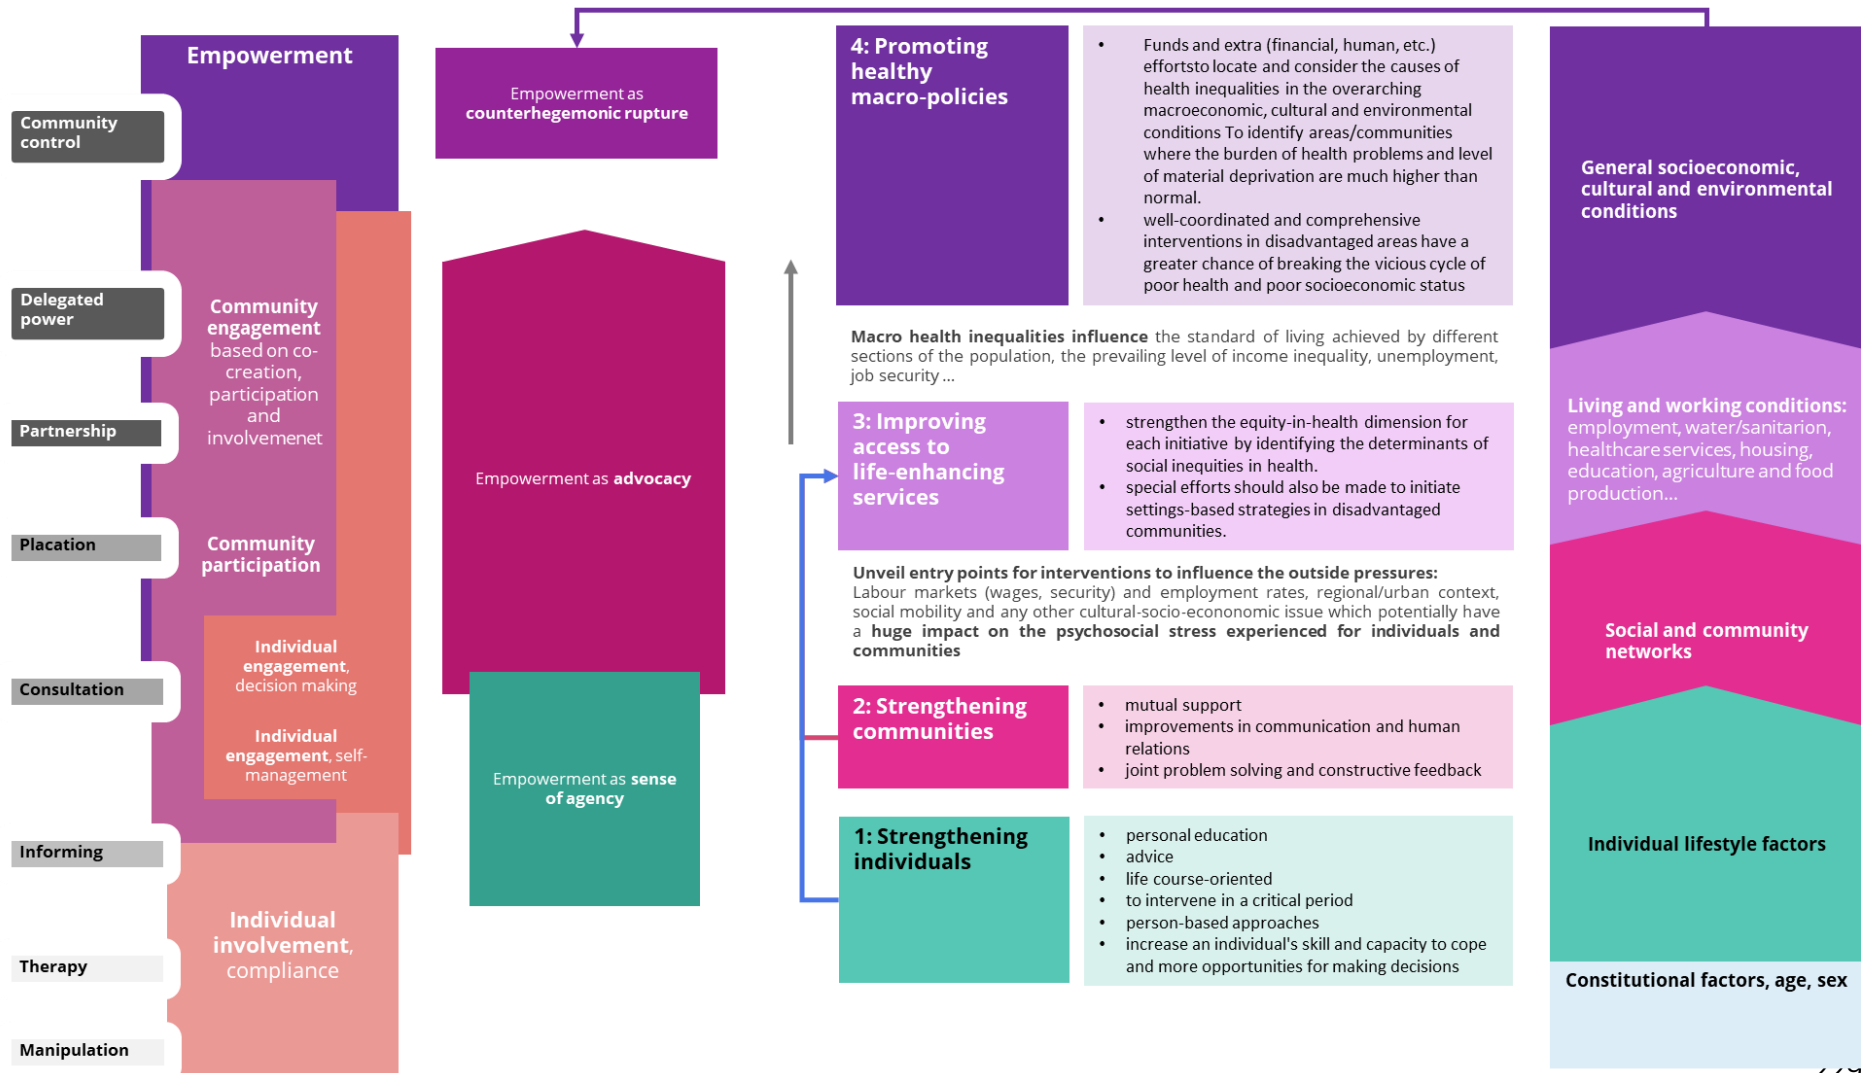 Empowerment
Community
control
Delegated
power
Partnership
Placation
Consultation
Informing
Therapy
Manipulation
Community
engagement
based on co-
creation,
participation
and
involvemenet
Community
participation
Individual
engagement,
decision making
Individual
engagement, self-
management
Individual
involvement,
compliance
Empowerment as
counterhegemonic rupture
Empowerment as advocacy
Empowerment as sense
of agency
4: Promoting
healthy
macro-policies
• Funds and extra (financial, human, etc.)
effortsto locate and consider the causes of
health inequalities in the overarching
macroeconomic, cultural and environmental
conditions To identify areas/communities
where the burden of health problems and level
of material deprivation are much higher than
normal.
• well-coordinated and comprehensive
interventions in disadvantaged areas have a
greater chance of breaking the vicious cycle of
poor health and poor socioeconomic status
Macro health inequalities influence the standard of living achieved by different
sections of the population, the prevailing level of income inequality, unemployment,
job security ...
3: Improving
access to
life-enhancing
services
• strengthen the equity-in-health dimension for
each initiative by identifying the determinants of
social inequities in health.
• special efforts should also be made to initiate
settings-based strategies in disadvantaged
communities.
Unveil entry points for interventions to influence the outside pressures:
Labour markets (wages, security) and employment rates, regional/urban context,
social mobility and any other cultural-socio-econonomic issue which potentially have
a huge impact on the psychosocial stress experienced for individuals and
communities
2: Strengthening
communities
• mutual support
• improvements in communication and human
relations
• joint problem solving and constructive feedback
1: Strengthening
individuals
• personal education
• advice
• life course-oriented
• to intervene in a critical period
• person-based approaches
• increase an individual's skill and capacity to cope
and more opportunities for making decisions
General socioeconomic,
cultural and environmental
conditions
Living and working conditions:
employment, water/sanitarion,
healthcare services, housing,
education, agriculture and food
production...
Social and community
networks
Individual lifestyle factors
Constitutional factors, age, sex